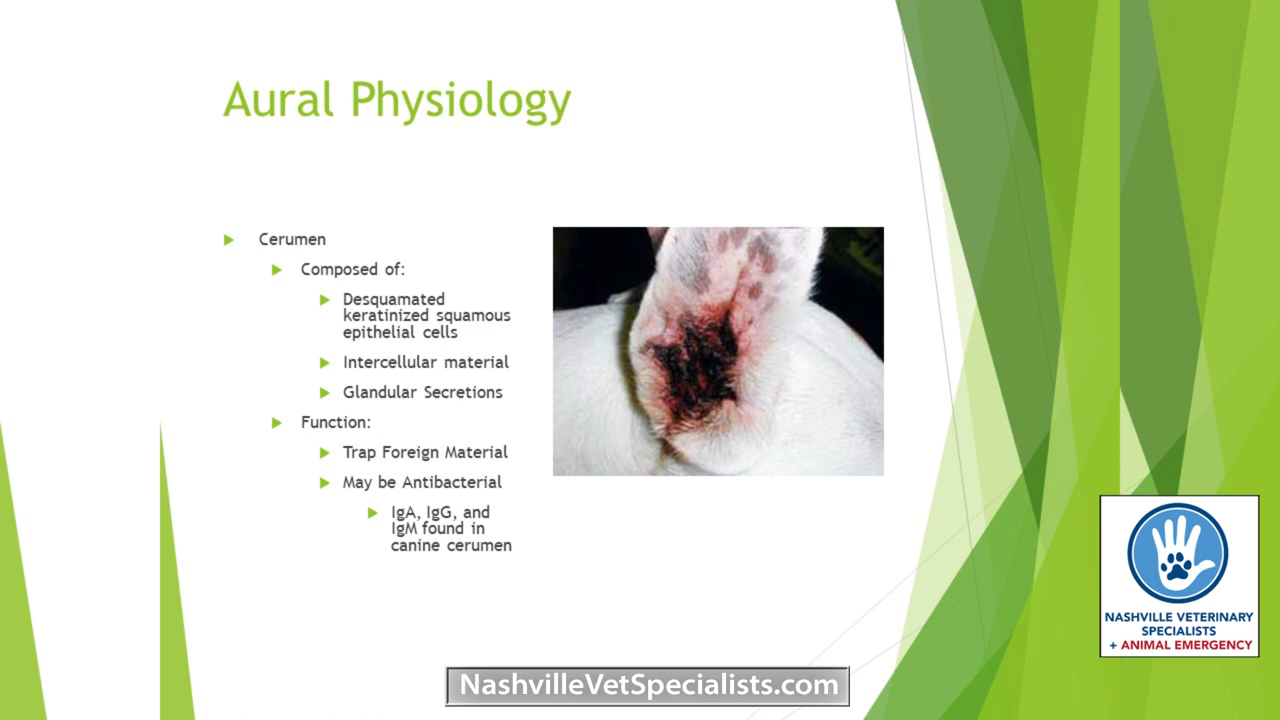 Aural Physiology
Cerumen
Composed of:
Desquamated
keratinized squamous
epithelial cells
Intercellular material
Glandular Secretions
Function:
Trap Foreign Material
May be Antibacterial
IgA, IgG, and
IgM found in
canine cerumen
NASHVILLE VETERINARY
SPECIALISTS
+ ANIMAL EMERGENCY
NashvilleVetSpecialists.com